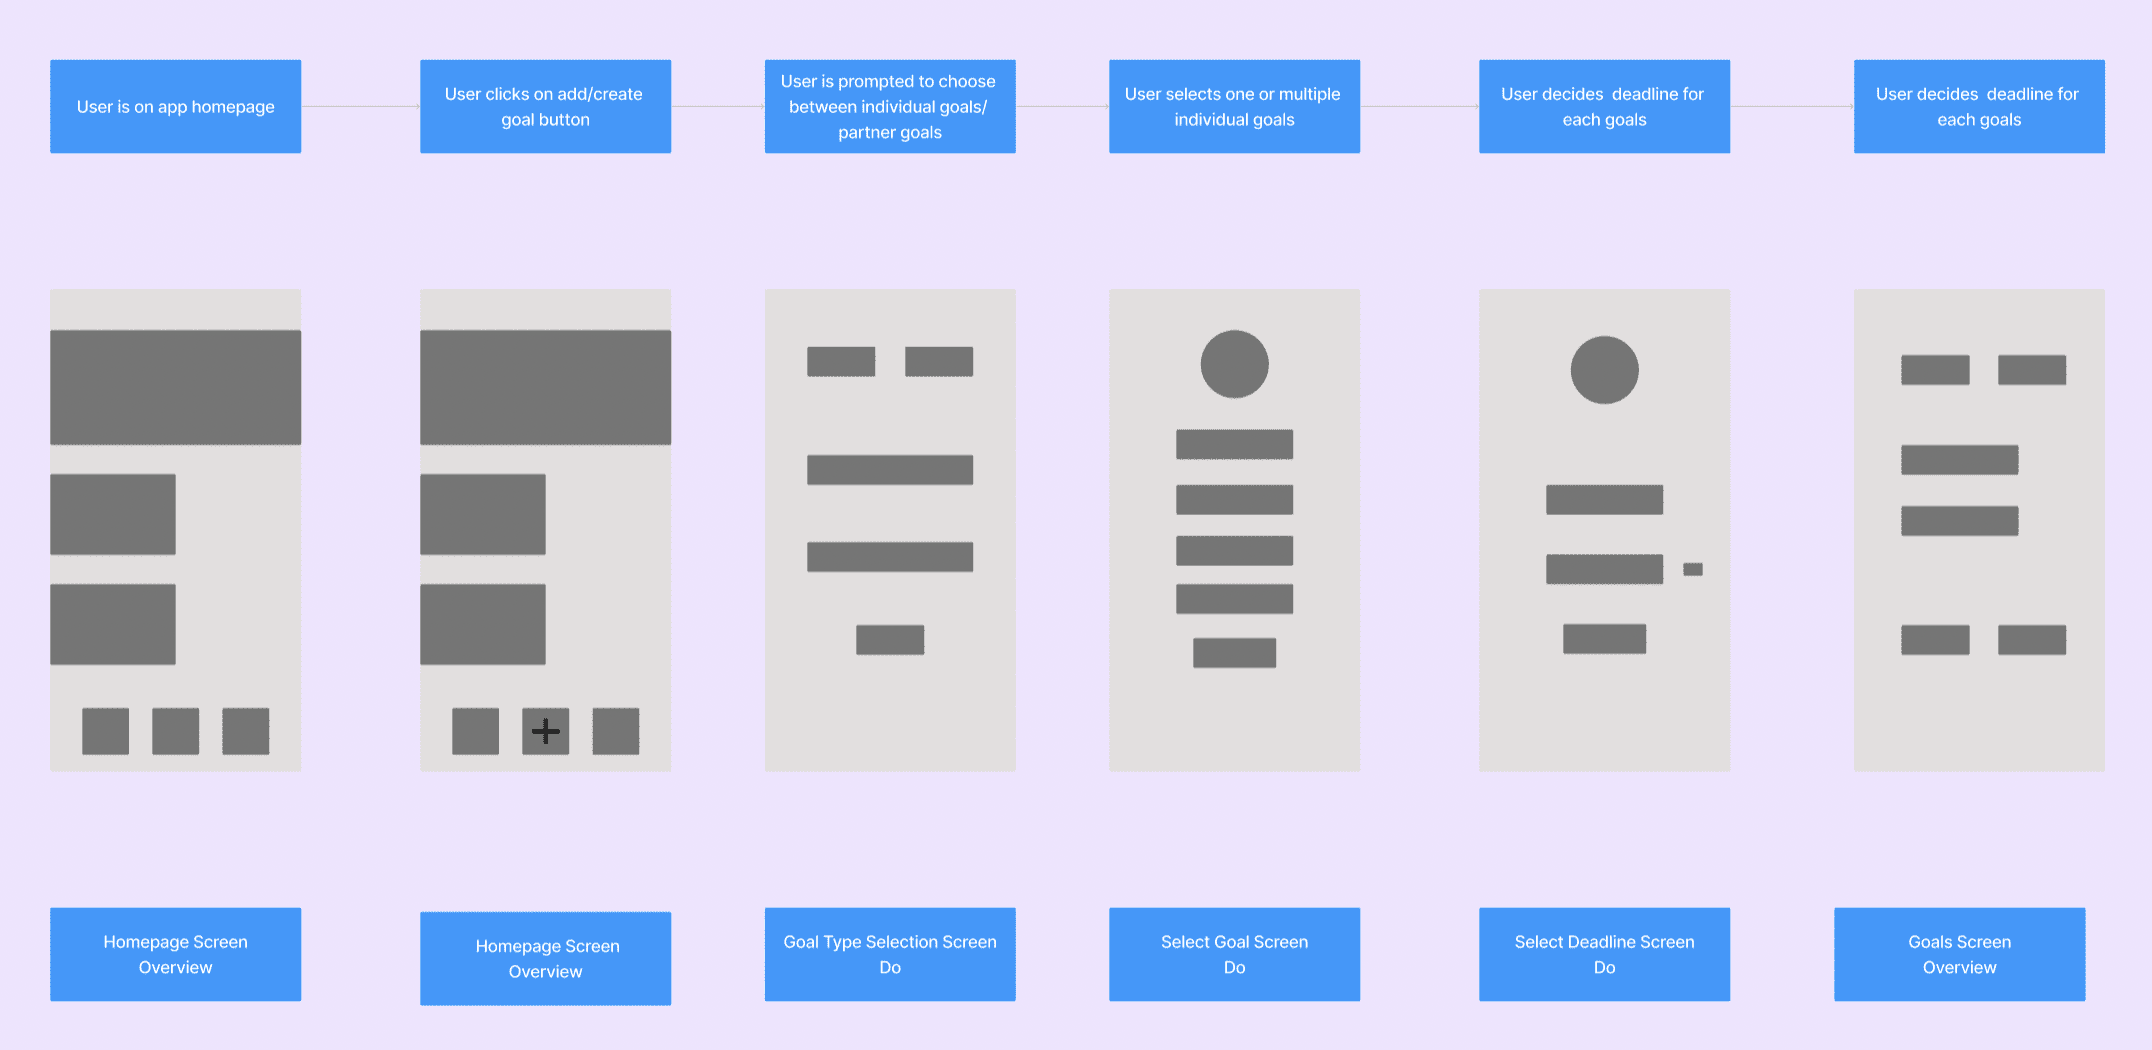 User is on app homepage
User clicks on add/create
goal button
User is prompted to choose
between individual goals/
partner goals
User selects one or multiple
individual goals
User decides  deadline for
each goals
User decides  deadline for
each goals
Homepage Screen
Overview
Homepage Screen
Overview
Goal Type Selection Screen
Do
Select Goal Screen
Do
Select Deadline Screen
Do
Goals Screen
Overview